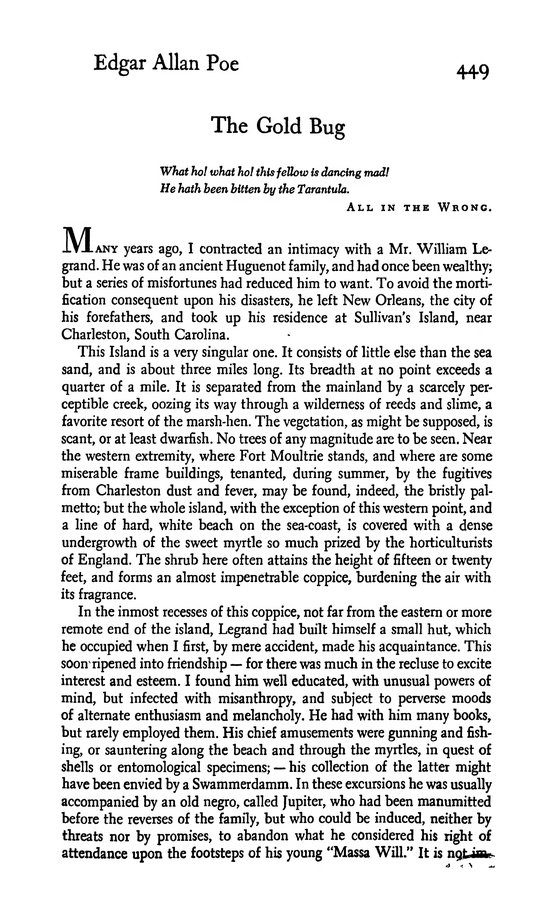 Edgar Allan Poe
449
The Gold Bug
What ho! what ho! this fellow is dancing mad!
He hath been bitten by the Tarantula.
ALL IN THE WRONG.
MANY years ago, I contracted an intimacy with a Mr. William Le-
grand. He was of an ancient Huguenot family, and had once been wealthy;
but a series of misfortunes had reduced him to want. To avoid the morti-
fication consequent upon his disasters, he left New Orleans, the city of
his forefathers, and took up his residence at Sullivan's Island, near
Charleston, South Carolina.
This Island is a very singular one. It consists of little else than the sea
sand, and is about three miles long. Its breadth at no point exceeds a
quarter of a mile. It is separated from the mainland by a scarcely per-
ceptible creek, oozing its way through a wilderness of reeds and slime, a
favorite resort of the marsh-hen. The vegetation, as might be supposed, is
scant, or at least dwarfish. No trees of any magnitude are to be seen. Near
the western extremity, where Fort Moultrie stands, and where are some
miserable frame buildings, tenanted, during summer, by the fugitives
from Charleston dust and fever, may be found, indeed, the bristly pal-
metto; but the whole island, with the exception of this western point, and
a line of hard, white beach on the sea-coast, is covered with a dense
undergrowth of the sweet myrtle so much prized by the horticulturists
of England. The shrub here often attains the height of fifteen or twenty
feet, and forms an almost impenetrable coppice, burdening the air with
its fragrance.
In the inmost recesses of this coppice, not far from the eastern or more
remote end of the island, Legrand had built himself a small hut, which
he occupied when I first, by mere accident, made his acquaintance. This
soon ripened into friendship — for there was much in the recluse to excite
interest and esteem. I found him well educated, with unusual powers of
mind, but infected with misanthropy, and subject to perverse moods
of alternate enthusiasm and melancholy. He had with him many books,
but rarely employed them. His chief amusements were gunning and fish-
ing, or sauntering along the beach and through the myrtles, in quest of
shells or entomological specimens; — his collection of the latter might
have been envied by a Swammerdamm. In these excursions he was usually
accompanied by an old negro, called Jupiter, who had been manumitted
before the reverses of the family, but who could be induced, neither by
threats nor by promises, to abandon what he considered his right of
attendance upon the footsteps of his young "Massa Will." It is not im-